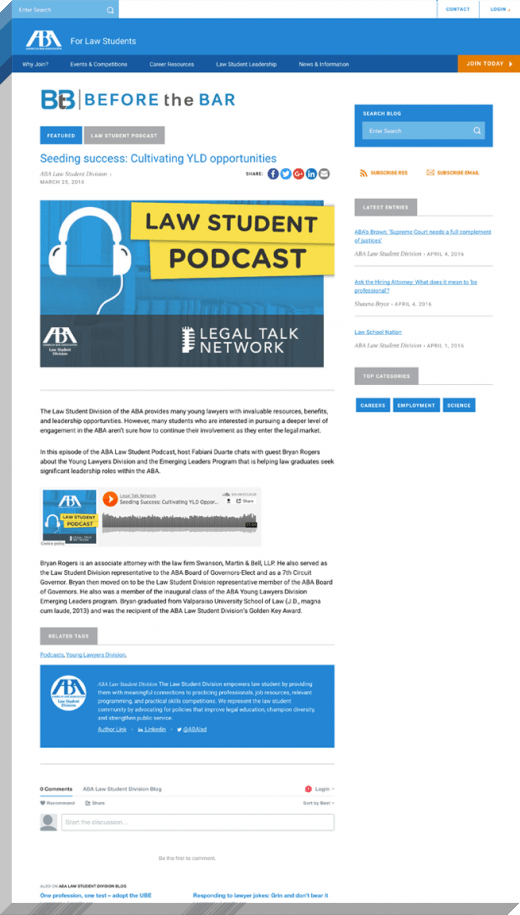 Enter Search
CONTACT
LOGIN
ABA
For Law Students
Why Join?
Events & Competitions
Career Resources
Law Student Leadership
News & Information
JOIN TODAY
BtB BEFORE the BAR
FEATURED
LAW STUDENT PODCAST
Seeding success: Cultivating YLD opportunities
ABA Law Student Division
MARCH 25, 2016
SHARE:
LAW STUDENT
PODCAST
ABA
Law Student
Division
LEGAL TALK
NETWORK
The Law Student Division of the ABA provides many young lawyers with invaluable resources, benefits,
and leadership opportunities. However, many students who are interested in pursuing a deeper level of
engagement in the ABA aren't sure how to continue their involvement as they enter the legal market.
In this episode of the ABA Law Student Podcast, host Fabiani Duarte chats with guest Bryan Rogers
about the Young Lawyers Division and the Emerging Leaders Program that is helping law graduates seek
significant leadership roles within the ABA.
LAW STUDENT
PODCAST
LEGAL TALK
NETWORK
Cookie policy
Legal Talk Network
Seeding Success: Cultivating YLD Oppor...
SOUNDCLOUD
Share
Bryan Rogers is an associate attorney with the law firm Swanson, Martin & Bell, LLP. He also served as
the Law Student Division representative to the ABA Board of Governors-Elect and as a 7th Circuit
Governor. Bryan then moved on to be the Law Student Division representative member of the ABA Board
of Governors. He also was a member of the inaugural class of the ABA Young Lawyers Division
Emerging Leaders program. Bryan graduated from Valparaiso University School of Law (J.D., magna
cum laude, 2013) and was the recipient of the ABA Law Student Division's Golden Key Award.
RELATED TAGS
Podcasts, Young Lawyers Division,
ABA
Law Student
Division
ABA Law Student Division The Law Student Division empowers law student by providing
them with meaningful connections to practicing professionals, job resources, relevant
programming, and practical skills competitions. We represent the law student
community by advocating for policies that improve legal education, champion diversity,
and strengthen public service.
Author Link
LinkedIn
@ABAlsd
0 Comments
ABA Law Student Division Blog
Login
Recommend
Share
Sort by Best
Start the discussion...
Be the first to comment.
ALSO ON ABA LAW STUDENT DIVISION BLOG
One profession, one test – adopt the UBE
Responding to lawyer jokes: Grin and don't bear it
SEARCH BLOG
Enter Search
SUBSCRIBE RSS
SUBSCRIBE EMAIL
LATEST ENTRIES
ABA's Brown: 'Supreme Court needs a full complement
of justices'
ABA Law Student Division • APRIL 4, 2016
Ask the Hiring Attorney: What does it mean to 'be
professional'?
Shauna Bryce • APRIL 4, 2016
Law School Nation
ABA Law Student Division • APRIL 1, 2016
TOP CATEGORIES
CAREERS
EMPLOYMENT
SCIENCE